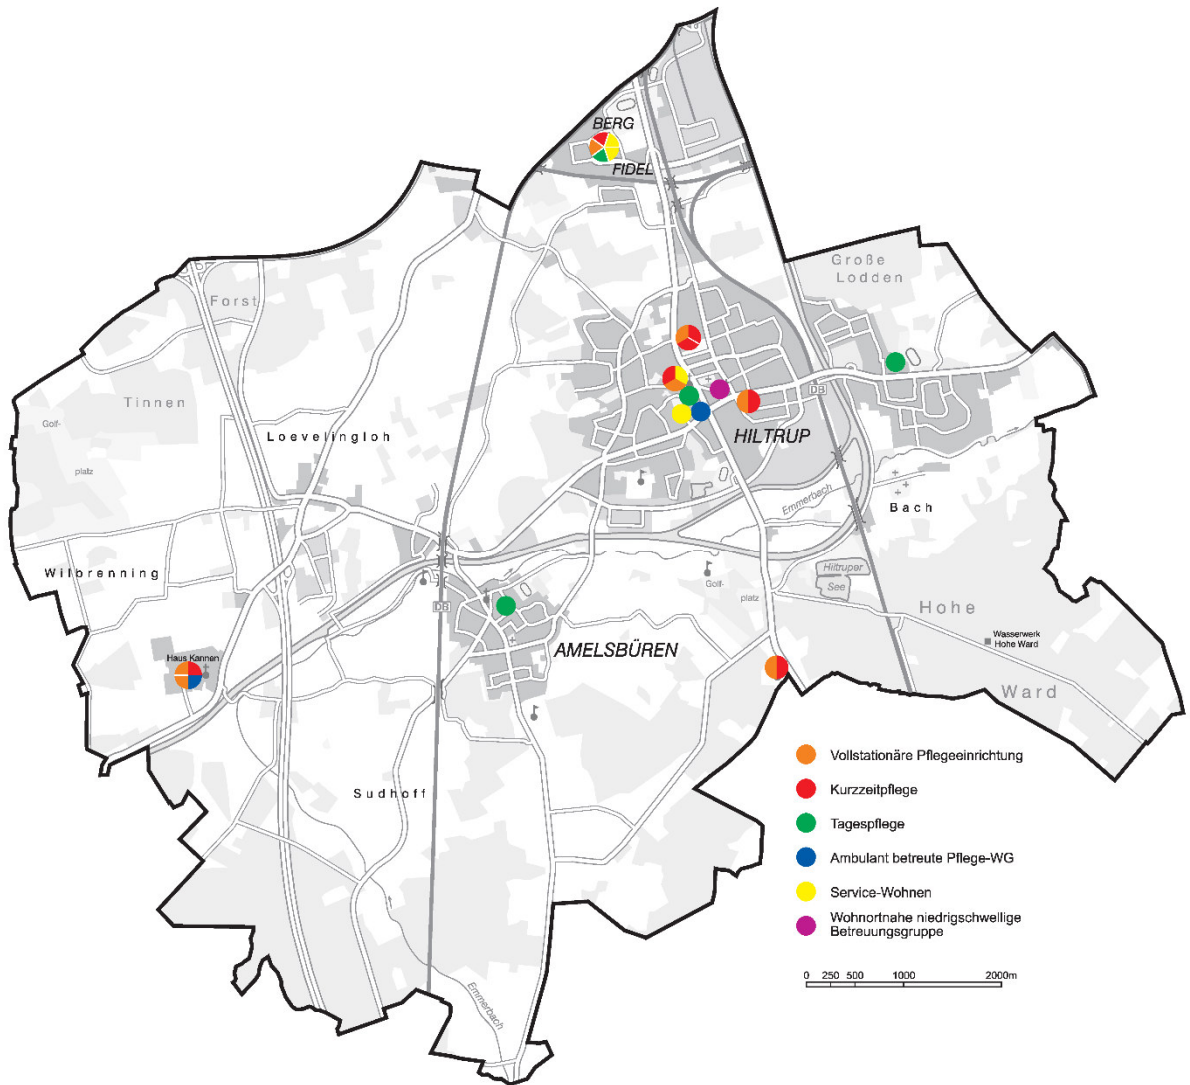 BERG
FIDEL
Große
Lodden
Forst
Tinnen
Golf-
platz
Loevelingloh
DB
HILTRUP
Emmerbach
Bach
Wilbrenning
Hiltruper
See
Golf-
platz
DB
Hohe
Wasserwerk
Hohe Ward
AMELSBÜREN
Haus Kannen
Ward
Sudhoff
Emmerbach
Vollstationäre Pflegeeinrichtung
Kurzzeitpflege
Tagespflege
Ambulant betreute Pflege-WG
Service-Wohnen
Wohnortnahe niedrigschwellige
Betreuungsgruppe
0 250 500 1000 2000m